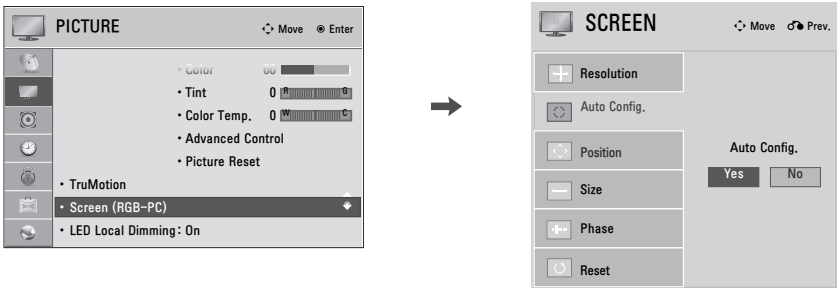 PICTURE
Move Enter
• Color 60
• Tint 0 R G
• Color Temp. 0 W C
• Advanced Control
• Picture Reset
• TruMotion
• Screen (RGB-PC)
• LED Local Dimming: On
SCREEN
Move Prev.
Resolution
Auto Config.
Position
Size
Phase
Reset
Auto Config.
Yes No